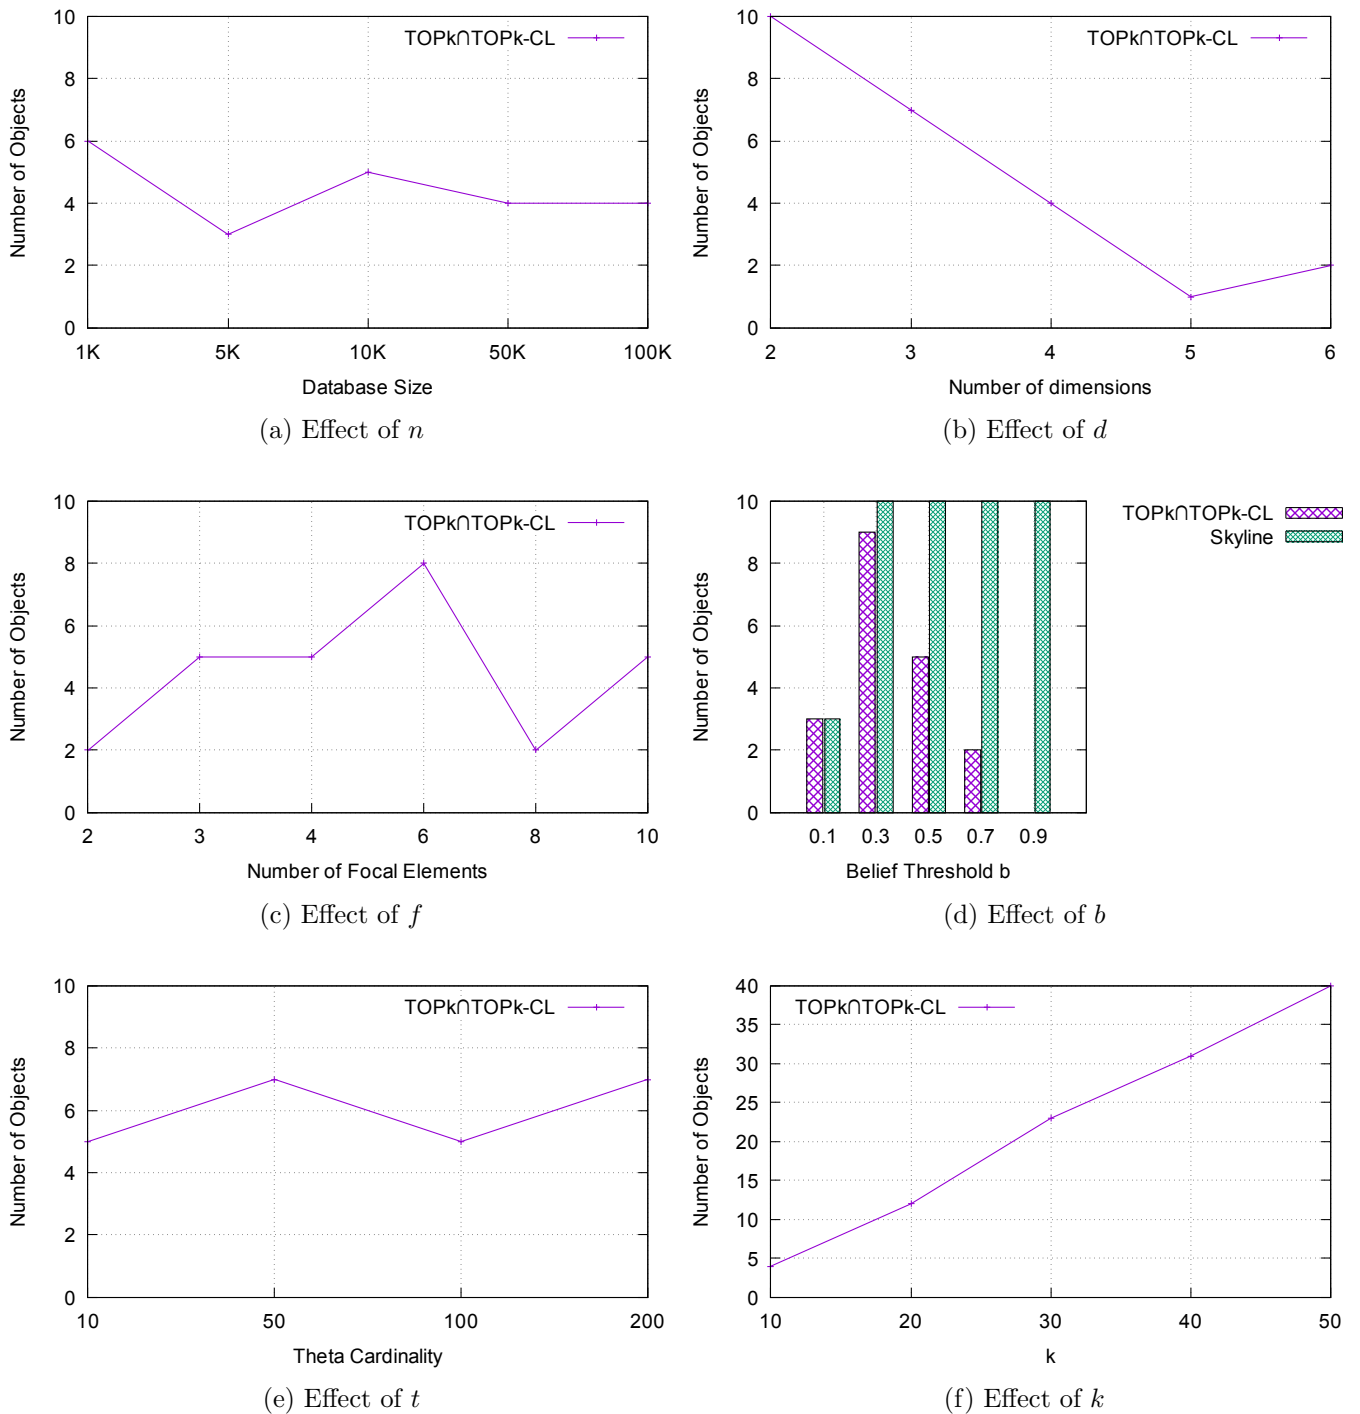 10
8
6
4
2
0
Number of Objects
TOPk∩TOPk-CL
1K 5K 10K 50K 100K
Database Size
(a) Effect of n
10
8
6
4
2
0
Number of Objects
TOPk∩TOPk-CL
2 3 4 5 6
Number of dimensions
(b) Effect of d
10
8
6
4
2
0
Number of Objects
TOPk∩TOPk-CL
2 3 4 6 8 10
Number of Focal Elements
(c) Effect of f
10
8
6
4
2
0
Number of Objects
TOPk∩TOPk-CL
Skyline
0.1 0.3 0.5 0.7 0.9
Belief Threshold b
(d) Effect of b
10
8
6
4
2
0
Number of Objects
TOPk∩TOPk-CL
10 50 100 200
Theta Cardinality
(e) Effect of t
40
35
30
25
20
15
10
5
0
Number of Objects
TOPk∩TOPk-CL
10 20 30 40 50
k
(f) Effect of k